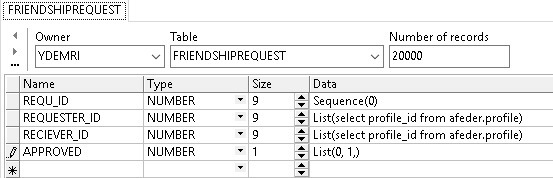 FRIENDSHIPREQUEST
Owner Table Number of records
YDEMRI FRIENDSHIPREQUEST 20000
Name Type Size Data
REQU_ID NUMBER 9 Sequence(0)
REQUESTER_ID NUMBER 9 List(select profile_id from afeder.profile)
RECIEVER_ID NUMBER 9 List(select profile_id from afeder.profile)
APPROVED NUMBER 1 List(0, 1,)